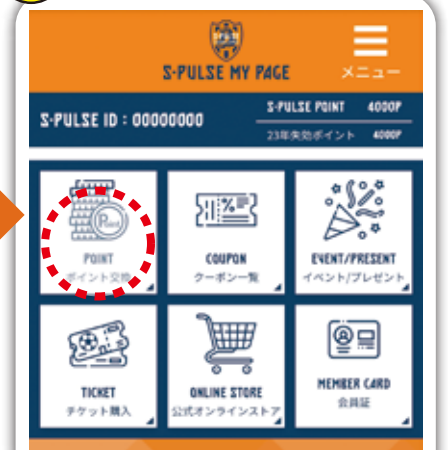 S-PULSE MY PAGE
メニュー
S-PULSE ID : 00000000
S-PULSE POINT 4000P
23年失効ポイント 4000P
Point
POINT
ポイント交換
COUPON
クーポン一覧
EVENT/PRESENT
イベント/プレゼント
TICKET
チケット購入
ONLINE STORE
公式オンラインストア
MEMBER CARD
会員証